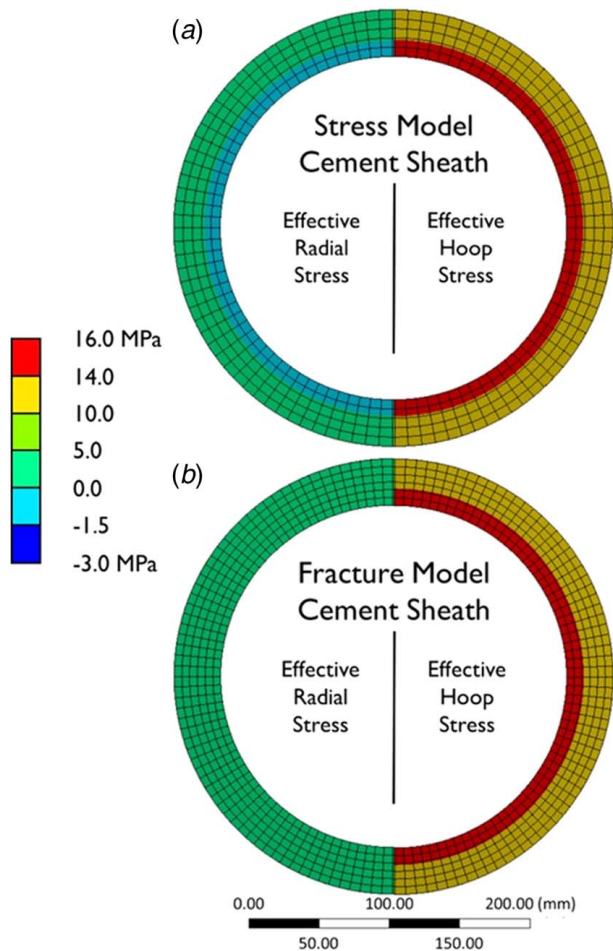 (a)
Stress Model
Cement Sheath
Effective
Radial
Stress
Effective
Hoop
Stress
16.0 MPa
14.0
10.0
5.0
0.0
-1.5
-3.0 MPa
(b)
Fracture Model
Cement Sheath
Effective
Radial
Stress
Effective
Hoop
Stress
0.00 100.00 200.00 (mm)
50.00 150.00